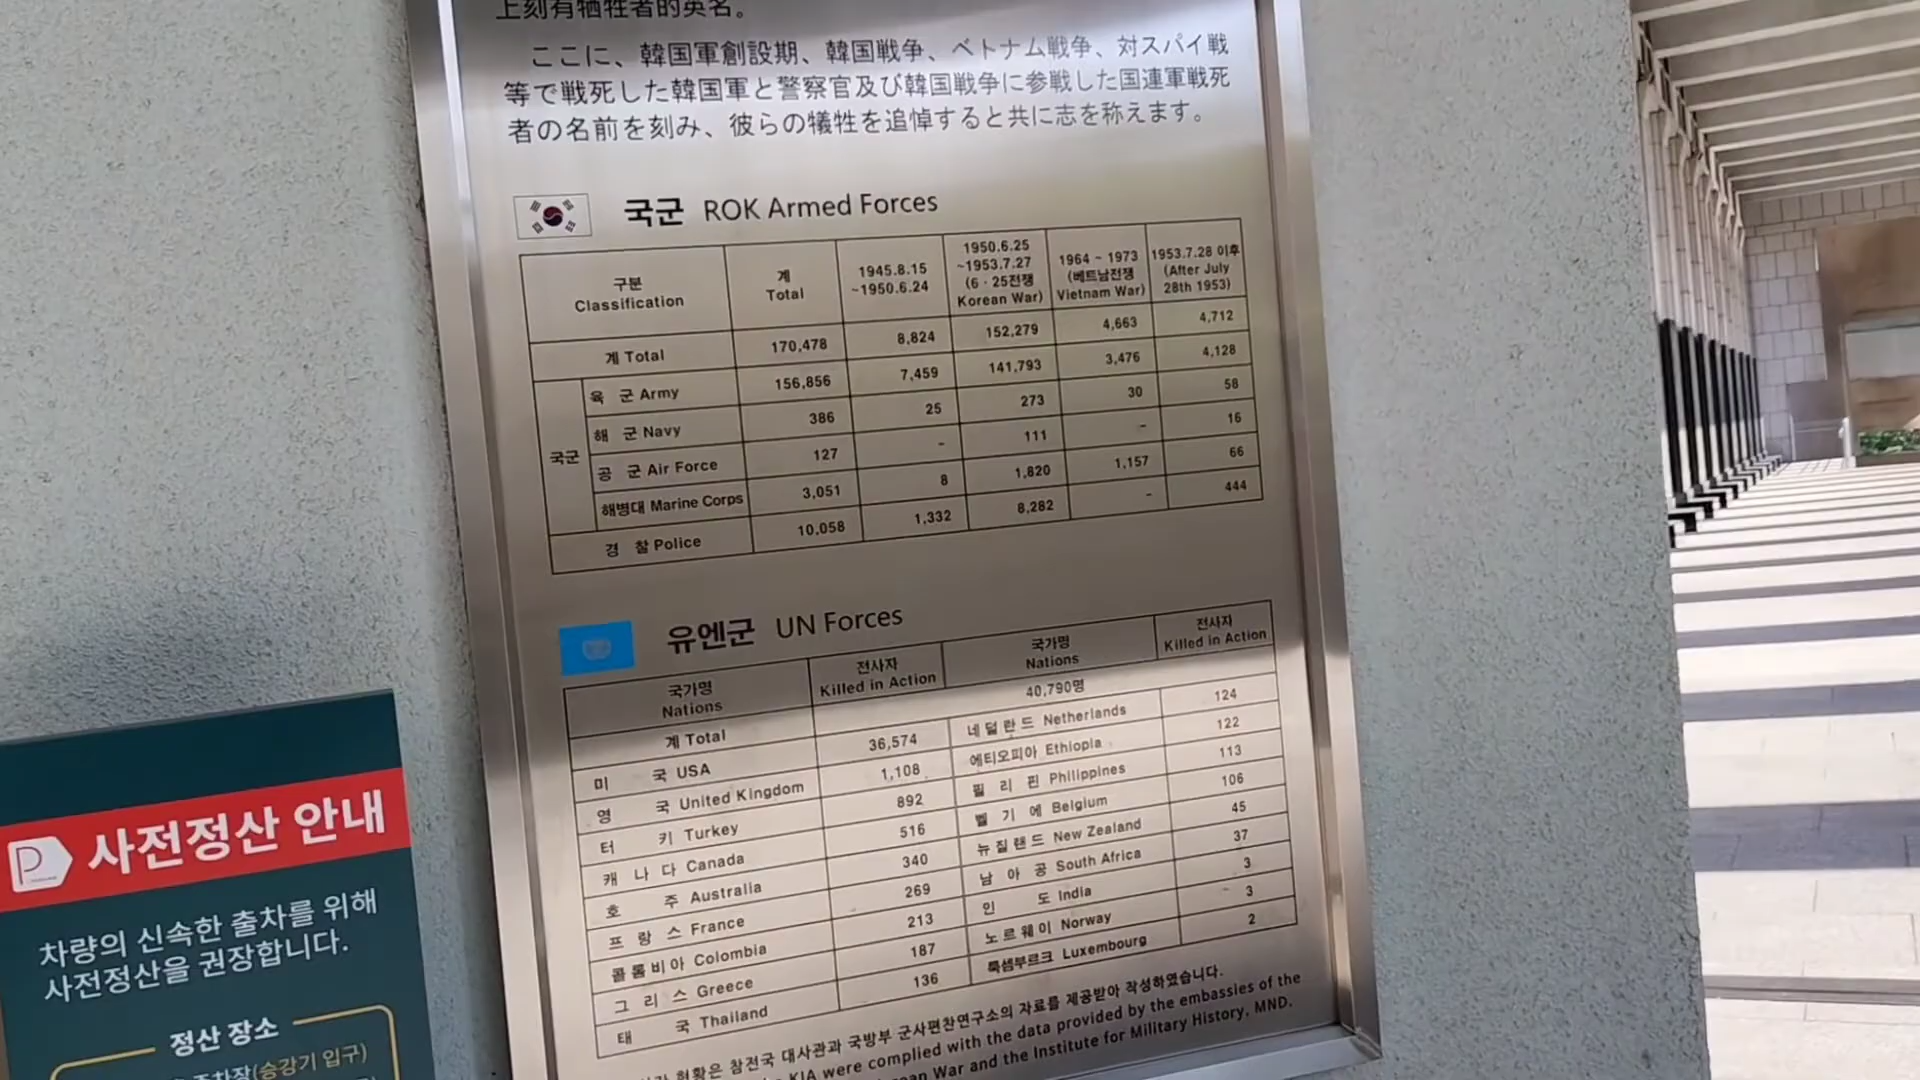 上刻有牺牲者的英名。
ここに、韓国軍創設期、韓国戦争、ベトナム戦争、対スパイ戦
等で戦死した韓国軍と警察官及び韓国戦争に参戦した国連軍戦死
者の名前を刻み、彼らの犠牲を追悼すると共に志を称えます。
국군 ROK Armed Forces
구분 Classification
계 Total
1945.8.15 ~1950.6.24
1950.6.25 ~1953.7.27 (6·25전쟁 Korean War)
1964 ~ 1973 (베트남전쟁 Vietnam War)
1953.7.28 이후 (After July 28th 1953)
계 Total 170,478 8,824 152,279 4,663 4,712
국군
육 군 Army 156,856 7,459 141,793 3,476 4,128
해 군 Navy 386 25 273 30 58
공 군 Air Force 127 - 111 - 16
해병대 Marine Corps 3,051 8 1,820 1,157 66
경 찰 Police 10,058 1,332 8,282 - 444
유엔군 UN Forces
국가명 Nations
전사자 Killed in Action
국가명 Nations
전사자 Killed in Action
계 Total 40,790명
미 국 USA 36,574 네덜란드 Netherlands 124
영 국 United Kingdom 1,108 에티오피아 Ethiopia 122
터 키 Turkey 892 필 리 핀 Philippines 113
캐 나 다 Canada 516 벨 기 에 Belgium 106
호 주 Australia 340 뉴질랜드 New Zealand 45
프 랑 스 France 269 남 아 공 South Africa 37
콜롬비아 Colombia 213 인 도 India 3
그 리 스 Greece 187 노르웨이 Norway 3
태 국 Thailand 136 룩셈부르크 Luxembourg 2
현황은 참전국 대사관과 국방부 군사편찬연구소의 자료를 제공받아 작성하였습니다.
KIA were complied with the data provided by the embassies of the
War and the Institute for Military History, MND.
P 사전정산 안내
차량의 신속한 출차를 위해
사전정산을 권장합니다.
정산 장소
주차장(승강기 입구)